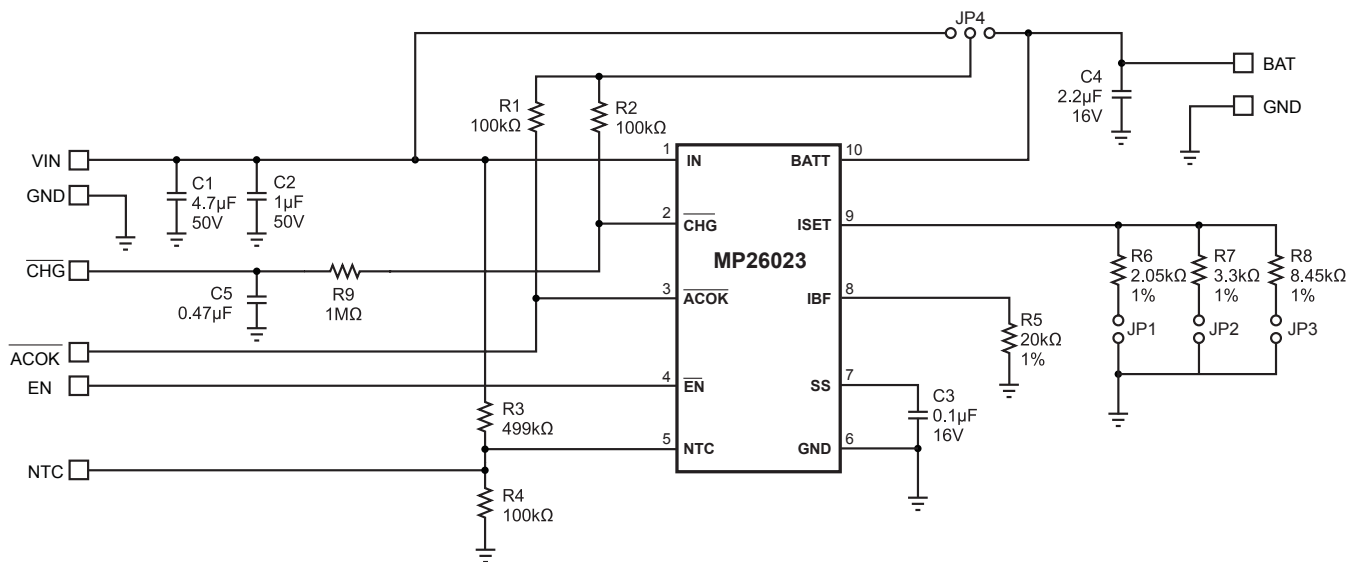 JP4
BAT
C4
2.2µF
16V
GND
R1
100kΩ
R2
100kΩ
VIN
GND
C1
4.7µF
50V
C2
1µF
50V
CHG
C5
0.47µF
R9
1MΩ
ACOK
EN
R3
499kΩ
NTC
R4
100kΩ
MP26023
1
IN
2
CHG
3
ACOK
4
EN
5
NTC
BATT
10
ISET
9
IBF
8
SS
7
GND
6
R6
2.05kΩ
1%
R7
3.3kΩ
1%
R8
8.45kΩ
1%
JP1
JP2
JP3
R5
20kΩ
1%
C3
0.1µF
16V